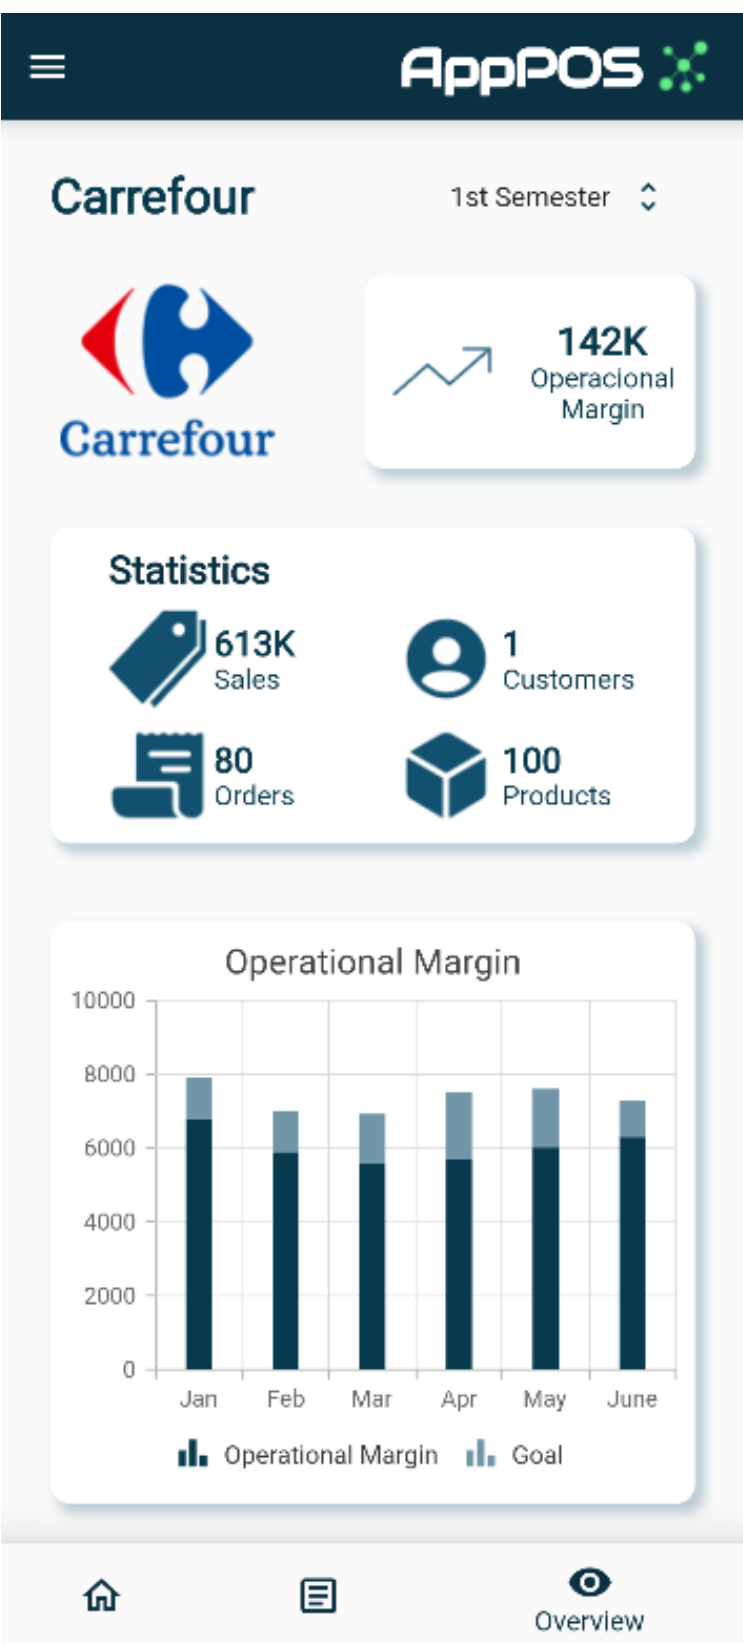 AppPOS
Carrefour
1st Semester
Carrefour
142K
Operacional
Margin
Statistics
613K
Sales
1
Customers
80
Orders
100
Products
Operational Margin
10000
8000
6000
4000
2000
0
Jan Feb Mar Apr May June
Operational Margin Goal
Overview